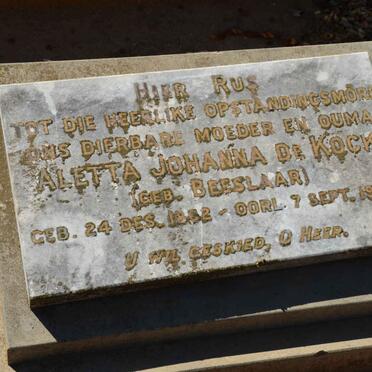 HIER RUS
TOT DIE HEERLIKE OPSTANDINGSMÔRE
ONS DIERBARE MOEDER EN OUMA
ALETTA JOHANNA DE KOCK
(GEB. BEESLAAR)
GEB. 24 DES. 1882 - OORL. 7 SEPT.
U WIL GESKIED, O HEER.